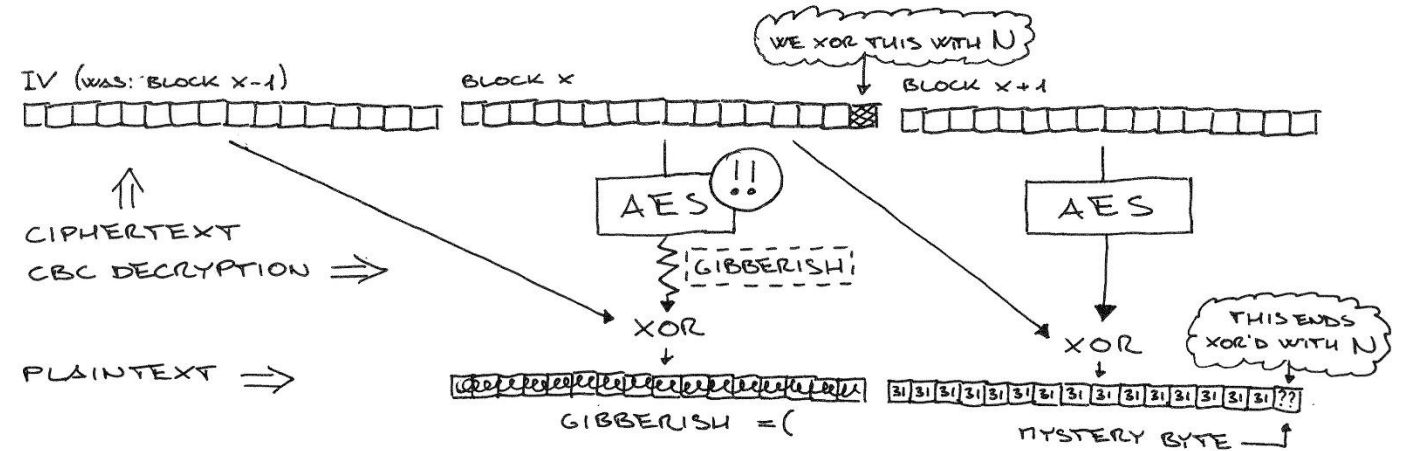 WE XOR THIS WITH N
IV (WAS: BLOCK X-1)
BLOCK X
BLOCK X+1
AES
!!
AES
CIPHERTEXT
CBC DECRYPTION ⇒
GIBBERISH
XOR
XOR
THIS ENDS
XOR'D WITH N
PLAINTEXT ⇒
31 31 31 31 31 31 31 31 31 31 31 31 31 31 ??
GIBBERISH =(
MYSTERY BYTE